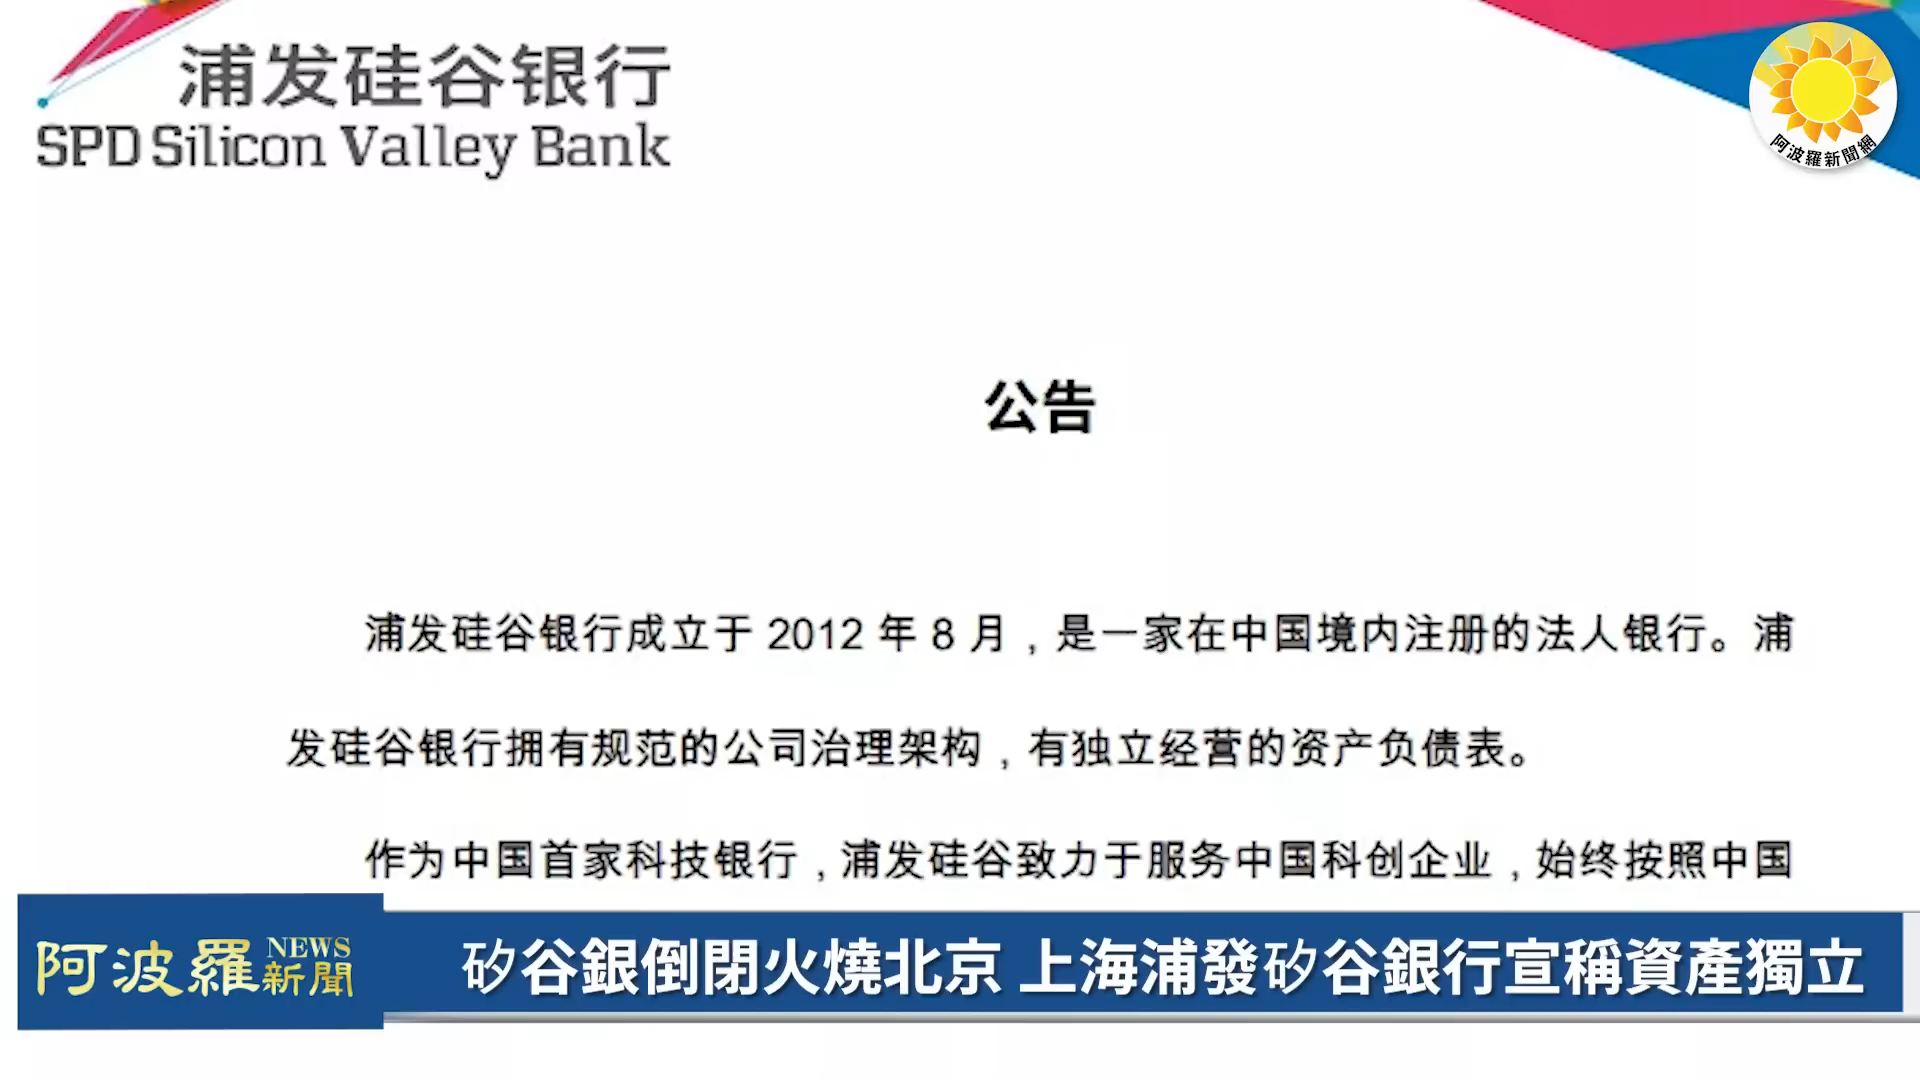 浦发硅谷银行
SPD Silicon Valley Bank
阿波羅新聞網
公告
浦发硅谷银行成立于 2012 年 8 月，是一家在中国境内注册的法人银行。浦
发硅谷银行拥有规范的公司治理架构，有独立经营的资产负债表。
作为中国首家科技银行，浦发硅谷致力于服务中国科创企业，始终按照中国
阿波羅 NEWS 新聞
矽谷銀倒閉火燒北京 上海浦發矽谷銀行宣稱資產獨立